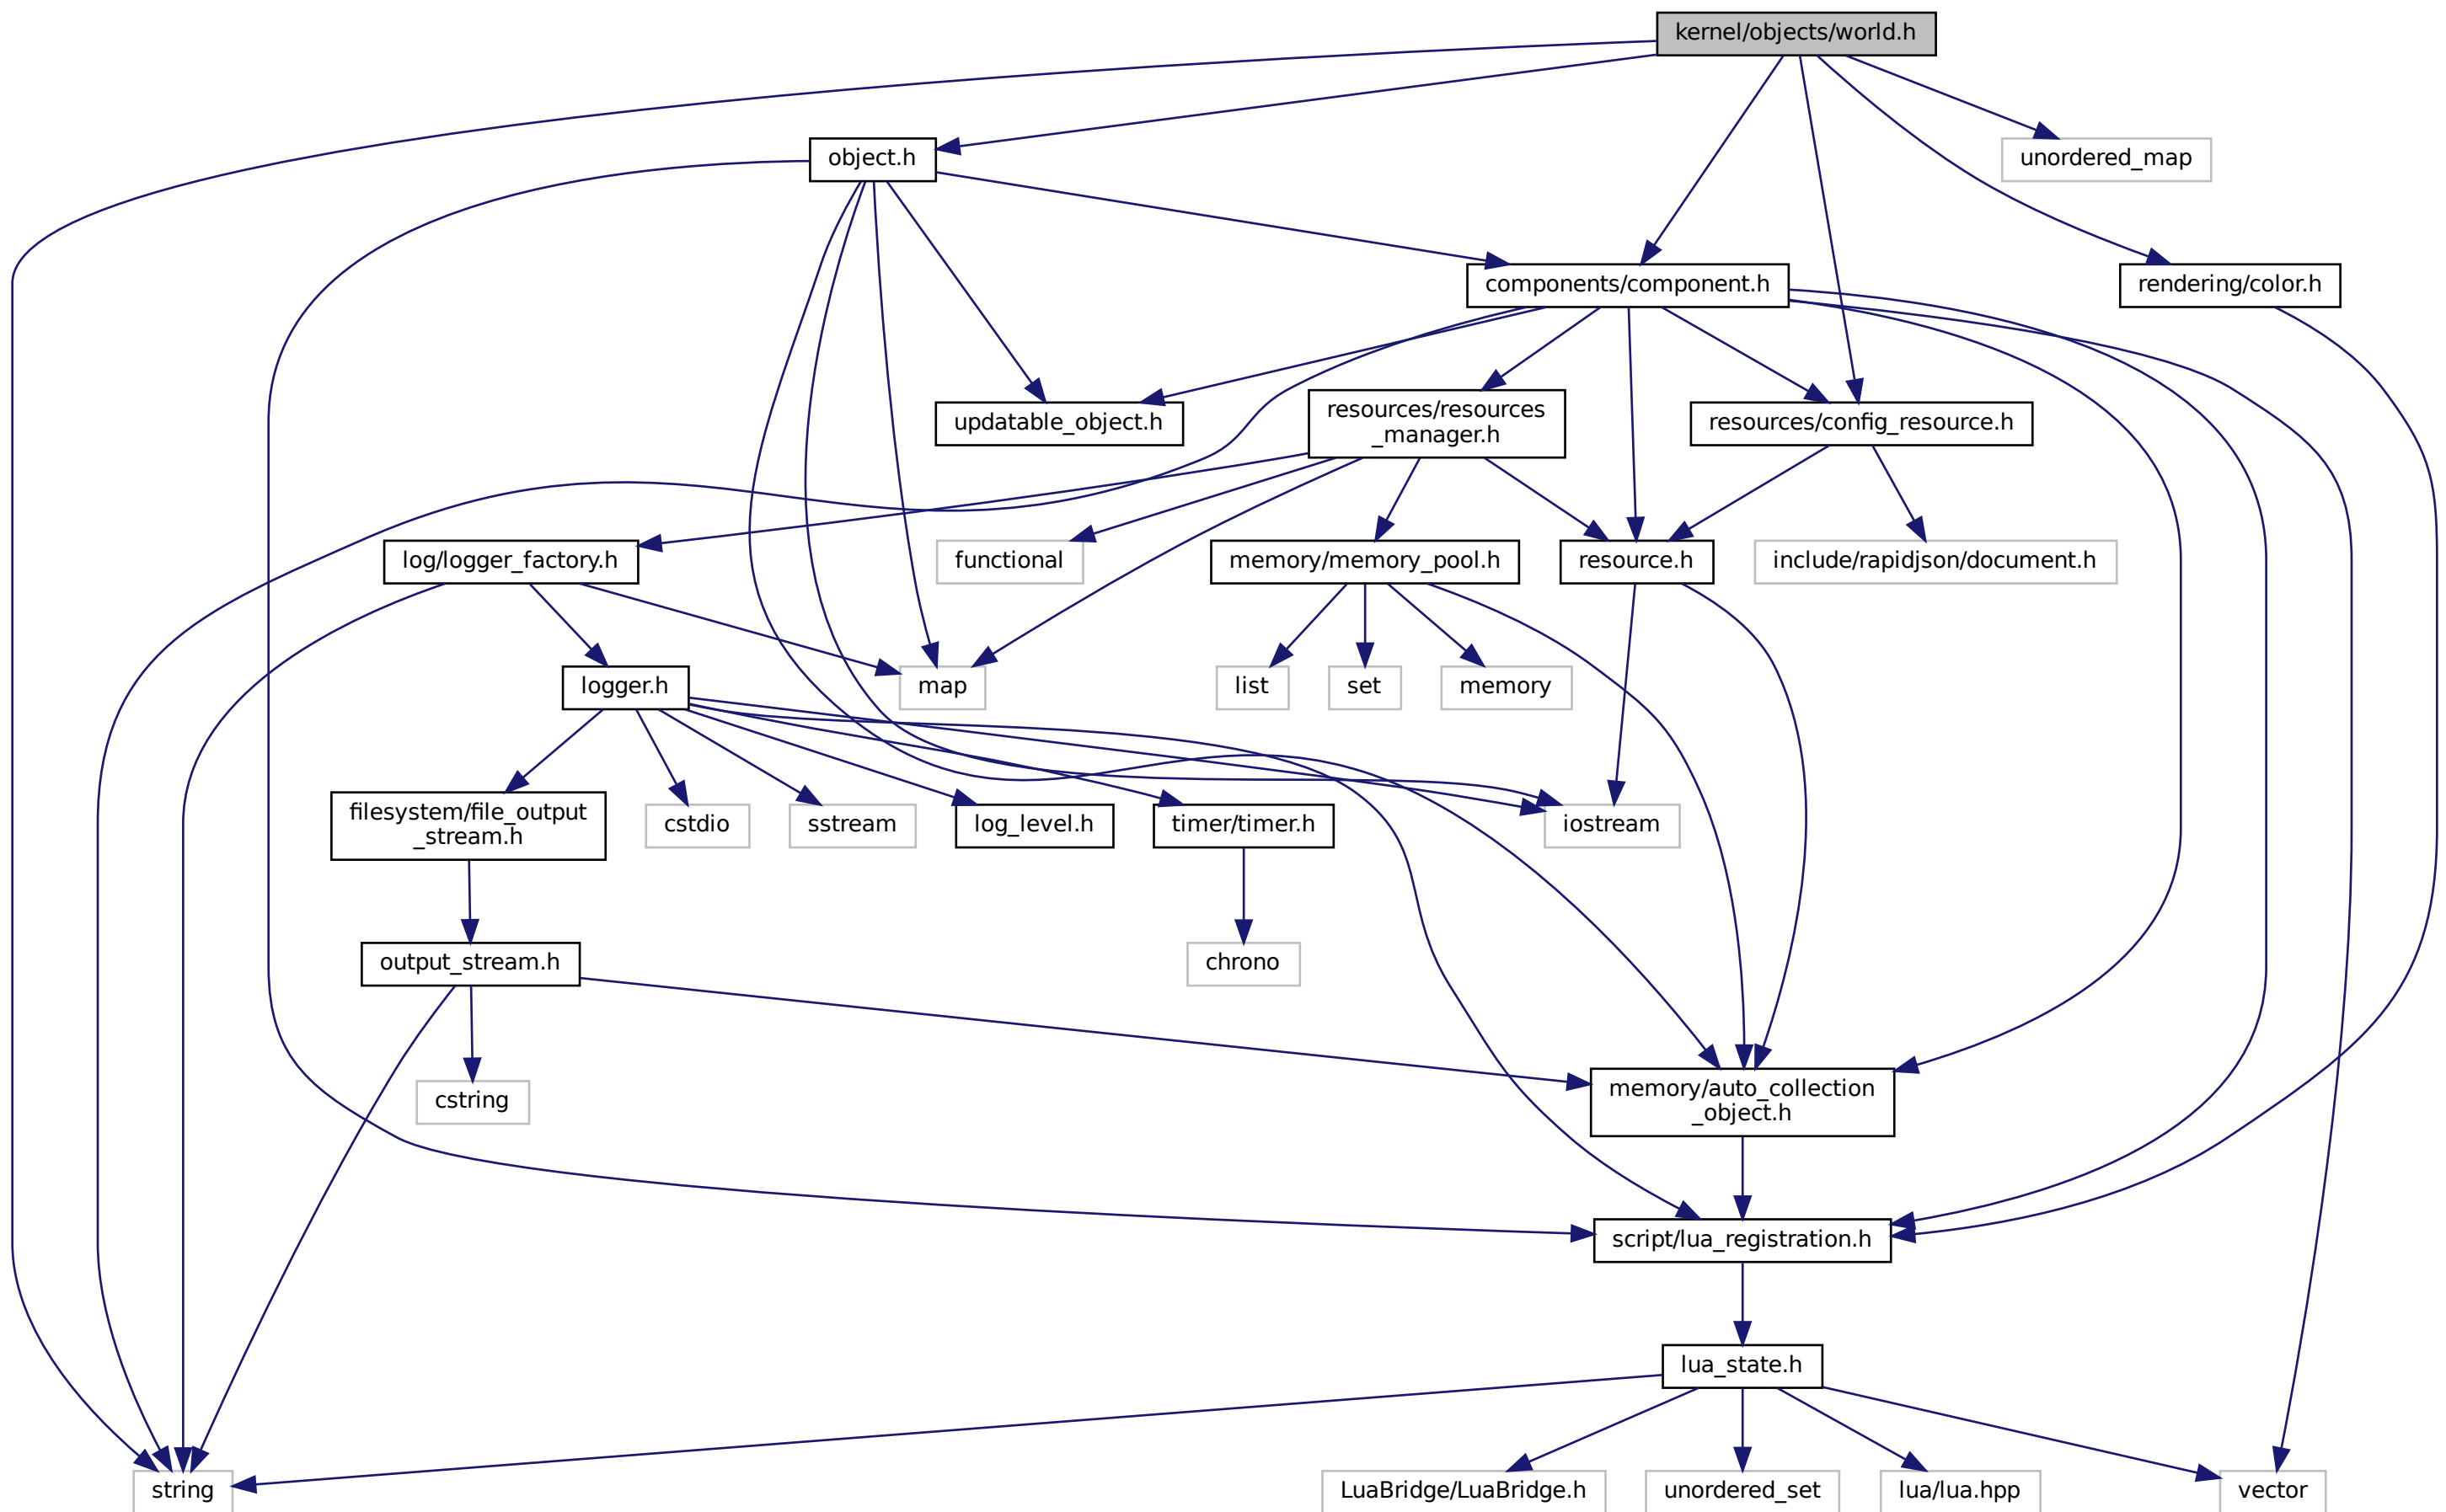 kernel/objects/world.h
object.h
unordered_map
components/component.h
rendering/color.h
updatable_object.h
resources/resources
_manager.h
resources/config_resource.h
log/logger_factory.h
functional
memory/memory_pool.h
resource.h
include/rapidjson/document.h
logger.h
map
list
set
memory
filesystem/file_output
_stream.h
cstdio
sstream
log_level.h
timer/timer.h
iostream
output_stream.h
chrono
cstring
memory/auto_collection
_object.h
script/lua_registration.h
lua_state.h
string
LuaBridge/LuaBridge.h
unordered_set
lua/lua.hpp
vector